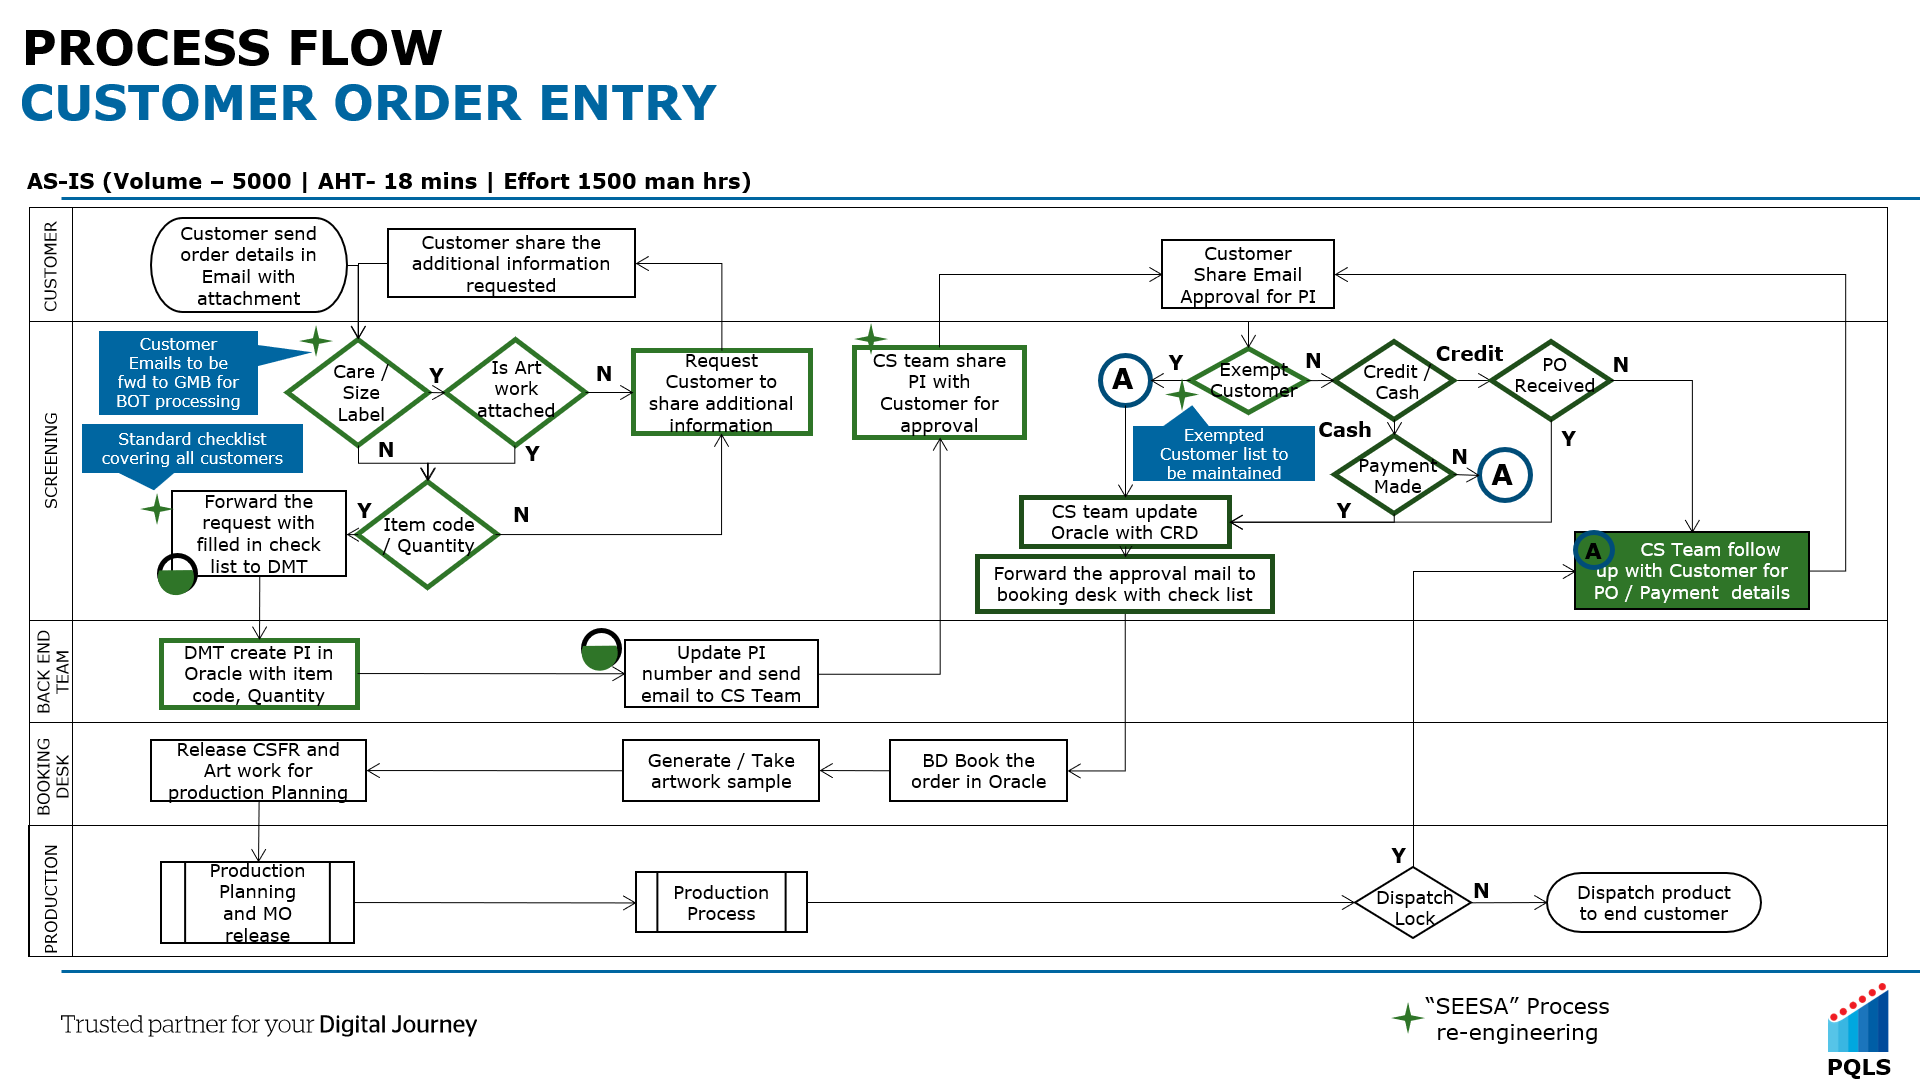 PROCESS FLOW
CUSTOMER ORDER ENTRY
AS-IS (Volume – 5000 | AHT- 18 mins | Effort 1500 man hrs)
CUSTOMER
Customer send
order details in
Email with
attachment
Customer share the
additional information
requested
Customer
Share Email
Approval for PI
SCREENING
Customer
Emails to be
fwd to GMB for
BOT processing
Standard checklist
covering all customers
Care /
Size
Label
Y
N
Is Art
work
attached
N
Y
Request
Customer to
share additional
information
Item code
/ Quantity
Y
N
Forward the
request with
filled in check
list to DMT
CS team share
PI with
Customer for
approval
A
Y
Exempt
Customer
N
Exempted
Customer list to
be maintained
Credit /
Cash
Credit
Cash
PO
Received
N
Y
Payment
Made
N
A
Y
CS team update
Oracle with CRD
Forward the approval mail to
booking desk with check list
A
CS Team follow
up with Customer for
PO / Payment  details
BACK END
TEAM
DMT create PI in
Oracle with item
code, Quantity
Update PI
number and send
email to CS Team
BOOKING
DESK
Release CSFR and
Art work for
production Planning
Generate / Take
artwork sample
BD Book the
order in Oracle
PRODUCTION
Production
Planning
and MO
release
Production
Process
Y
Dispatch
Lock
N
Dispatch product
to end customer
Trusted partner for your Digital Journey
“SEESA” Process
re-engineering
PQLS